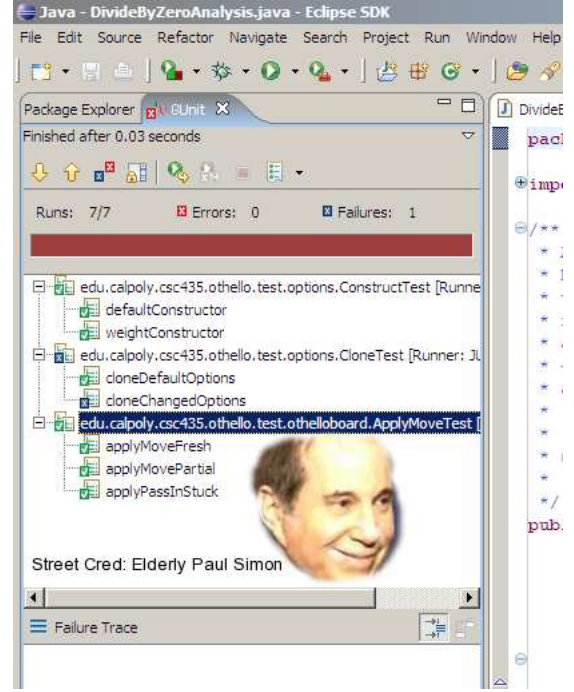 Java - DivideByZeroAnalysis.java - Eclipse SDK
File Edit Source Refactor Navigate Search Project Run Window Help
Package Explorer GUnit
DivideB
Finished after 0.03 seconds
Runs: 7/7 Errors: 0 Failures: 1
edu.calpoly.csc435.othello.test.options.ConstructTest [Runne
defaultConstructor
weightConstructor
edu.calpoly.csc435.othello.test.options.CloneTest [Runner: JU
cloneDefaultOptions
cloneChangedOptions
edu.calpoly.csc435.othello.test.othelloboard.ApplyMoveTest [
applyMoveFresh
applyMovePartial
applyPassInStuck
Street Cred: Elderly Paul Simon
Failure Trace
pack
impo
/**
*/
publ